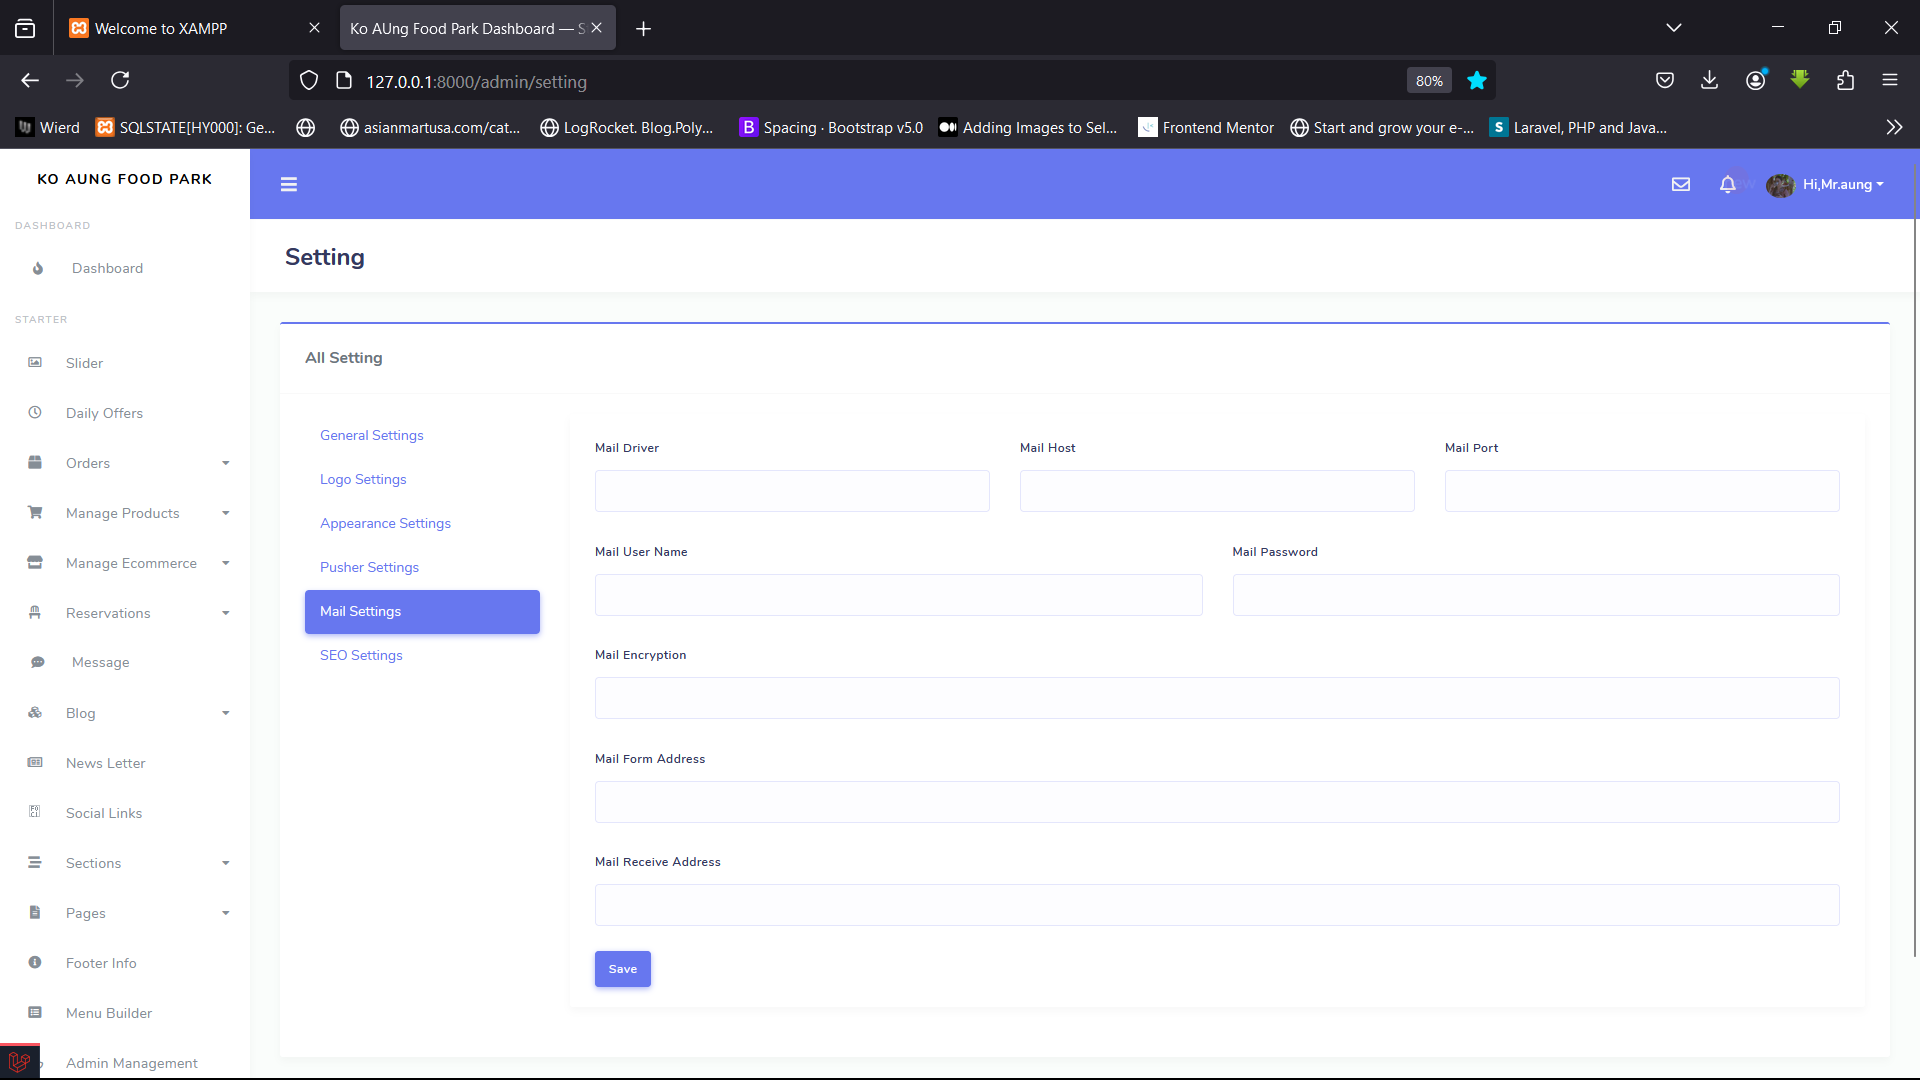 Welcome to XAMPP
Ko AUng Food Park Dashboard — S
127.0.0.1:8000/admin/setting
80%
Wierd
SQLSTATE[HY000]: Ge...
asianmartusa.com/cat...
LogRocket. Blog.Poly...
B Spacing · Bootstrap v5.0
Adding Images to Sel...
Frontend Mentor
Start and grow your e-...
S Laravel, PHP and Java...
KO AUNG FOOD PARK
Hi,Mr.aung
DASHBOARD
Dashboard
STARTER
Slider
Daily Offers
Orders
Manage Products
Manage Ecommerce
Reservations
Message
Blog
News Letter
Social Links
Sections
Pages
Footer Info
Menu Builder
Admin Management
Setting
All Setting
General Settings
Logo Settings
Appearance Settings
Pusher Settings
Mail Settings
SEO Settings
Mail Driver
Mail Host
Mail Port
Mail User Name
Mail Password
Mail Encryption
Mail Form Address
Mail Receive Address
Save